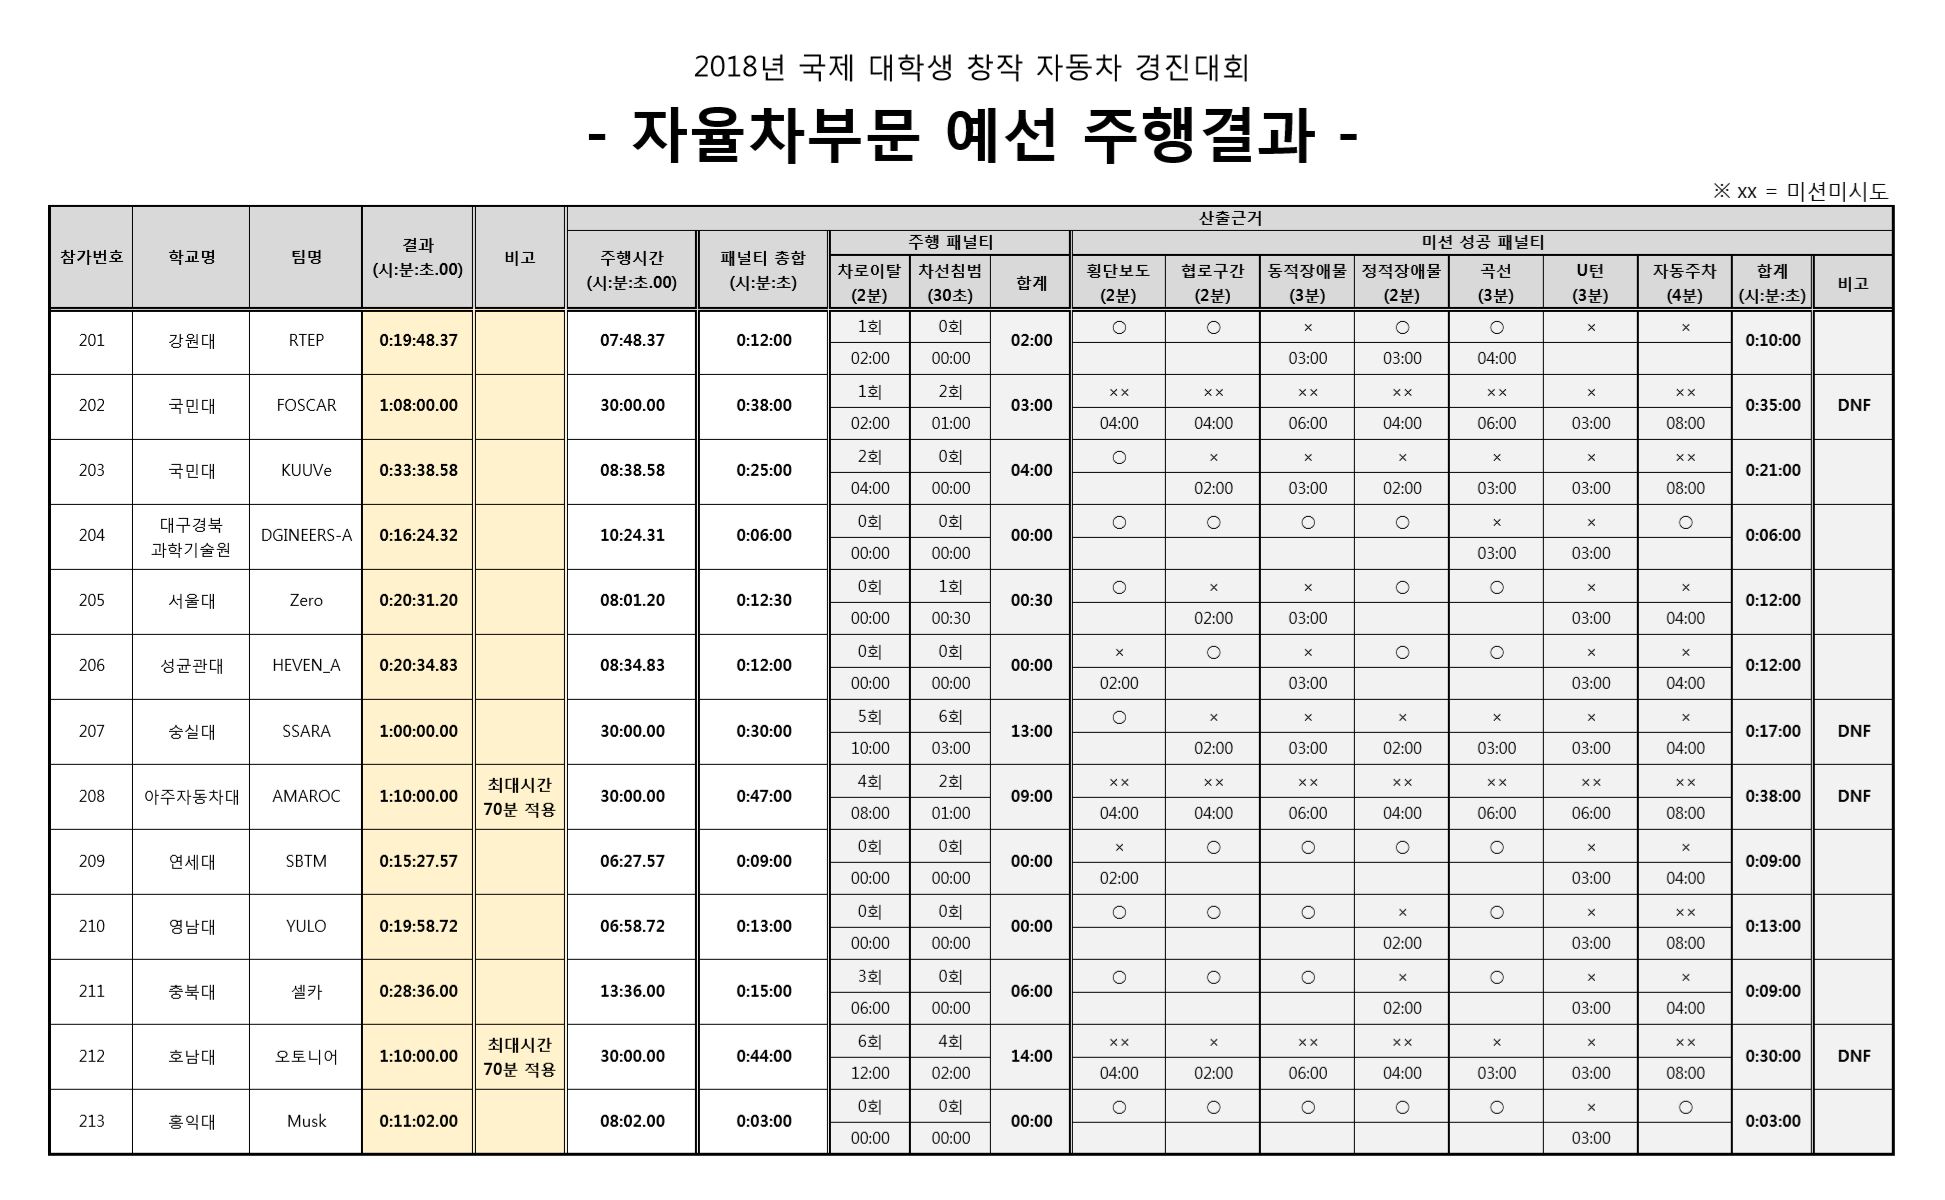 2018년 국제 대학생 창작 자동차 경진대회
- 자율차부문 예선 주행결과 -
※ xx = 미션미시도
참가번호 학교명 팀명 결과 (시:분:초.00) 비고 산출근거
주행시간 (시:분:초.00) 패널티 종합 (시:분:초) 주행 패널티 미션 성공 패널티
차로이탈 (2분) 차선침범 (30초) 합계 횡단보도 (2분) 협로구간 (2분) 동적장애물 (3분) 정적장애물 (2분) 곡선 (3분) U턴 (3분) 자동주차 (4분) 합계 (시:분:초) 비고
201 강원대 RTEP 0:19:48.37 07:48.37 0:12:00 1회 0회 02:00 ○ ○ × ○ ○ × × 0:10:00
02:00 00:00 03:00 03:00 04:00
202 국민대 FOSCAR 1:08:00.00 30:00.00 0:38:00 1회 2회 03:00 ×× ×× ×× ×× ×× × ×× 0:35:00 DNF
02:00 01:00 04:00 04:00 06:00 04:00 06:00 03:00 08:00
203 국민대 KUUVe 0:33:38.58 08:38.58 0:25:00 2회 0회 04:00 ○ × × × × × ×× 0:21:00
04:00 00:00 02:00 03:00 02:00 03:00 03:00 08:00
204 대구경북 과학기술원 DGINEERS-A 0:16:24.32 10:24.31 0:06:00 0회 0회 00:00 ○ ○ ○ ○ × × ○ 0:06:00
00:00 00:00 03:00 03:00
205 서울대 Zero 0:20:31.20 08:01.20 0:12:30 0회 1회 00:30 ○ × × ○ ○ × × 0:12:00
00:00 00:30 02:00 03:00 03:00 04:00
206 성균관대 HEVEN_A 0:20:34.83 08:34.83 0:12:00 0회 0회 00:00 × ○ × ○ ○ × × 0:12:00
00:00 00:00 02:00 03:00 03:00 04:00
207 숭실대 SSARA 1:00:00.00 30:00.00 0:30:00 5회 6회 13:00 ○ × × × × × × 0:17:00 DNF
10:00 03:00 02:00 03:00 02:00 03:00 03:00 04:00
208 아주자동차대 AMAROC 1:10:00.00 최대시간 70분 적용 30:00.00 0:47:00 4회 2회 09:00 ×× ×× ×× ×× ×× ×× ×× 0:38:00 DNF
08:00 01:00 04:00 04:00 06:00 04:00 06:00 06:00 08:00
209 연세대 SBTM 0:15:27.57 06:27.57 0:09:00 0회 0회 00:00 × ○ ○ ○ ○ × × 0:09:00
00:00 00:00 02:00 03:00 04:00
210 영남대 YULO 0:19:58.72 06:58.72 0:13:00 0회 0회 00:00 ○ ○ ○ × ○ × ×× 0:13:00
00:00 00:00 02:00 03:00 08:00
211 충북대 셀카 0:28:36.00 13:36.00 0:15:00 3회 0회 06:00 ○ ○ ○ × ○ × × 0:09:00
06:00 00:00 02:00 03:00 04:00
212 호남대 오토니어 1:10:00.00 최대시간 70분 적용 30:00.00 0:44:00 6회 4회 14:00 ×× × ×× ×× × × ×× 0:30:00 DNF
12:00 02:00 04:00 02:00 06:00 04:00 03:00 03:00 08:00
213 홍익대 Musk 0:11:02.00 08:02.00 0:03:00 0회 0회 00:00 ○ ○ ○ ○ ○ × ○ 0:03:00
00:00 00:00 03:00